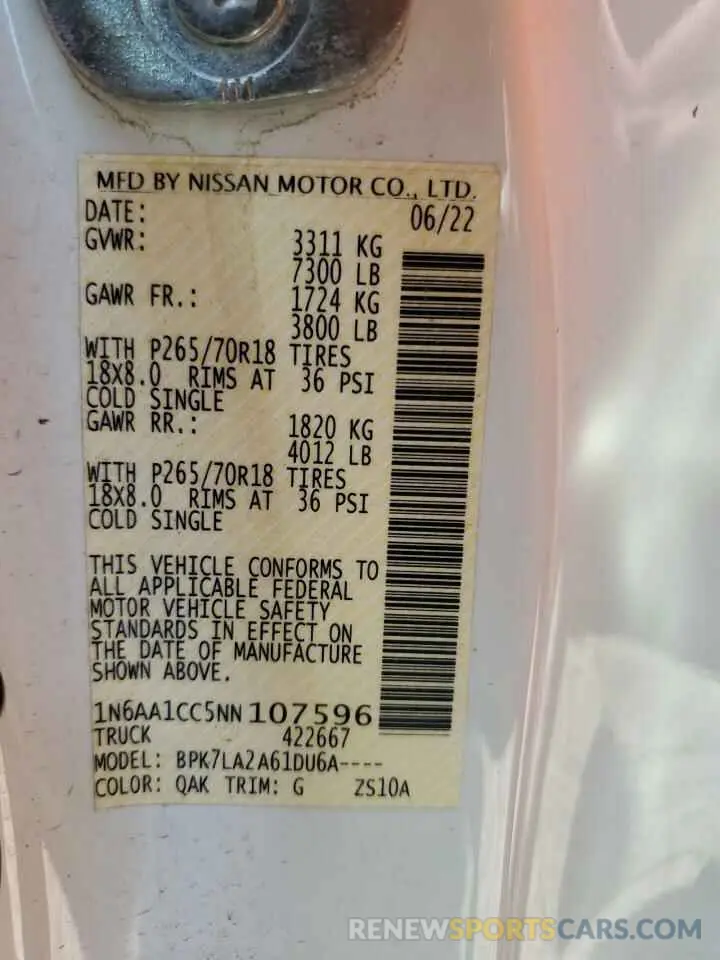 MFD BY NISSAN MOTOR CO., LTD.
DATE: 06/22
GVWR: 3311 KG
7300 LB
GAWR FR.: 1724 KG
3800 LB
WITH P265/70R18 TIRES
18X8.0 RIMS AT 36 PSI
COLD SINGLE
GAWR RR.: 1820 KG
4012 LB
WITH P265/70R18 TIRES
18X8.0 RIMS AT 36 PSI
COLD SINGLE
THIS VEHICLE CONFORMS TO
ALL APPLICABLE FEDERAL
MOTOR VEHICLE SAFETY
STANDARDS IN EFFECT ON
THE DATE OF MANUFACTURE
SHOWN ABOVE.
1N6AA1CC5NN107596
TRUCK 422667
MODEL: BPK7LA2A61DU6A----
COLOR: QAK TRIM: G ZS10A
RENEWSPORTSCARS.COM